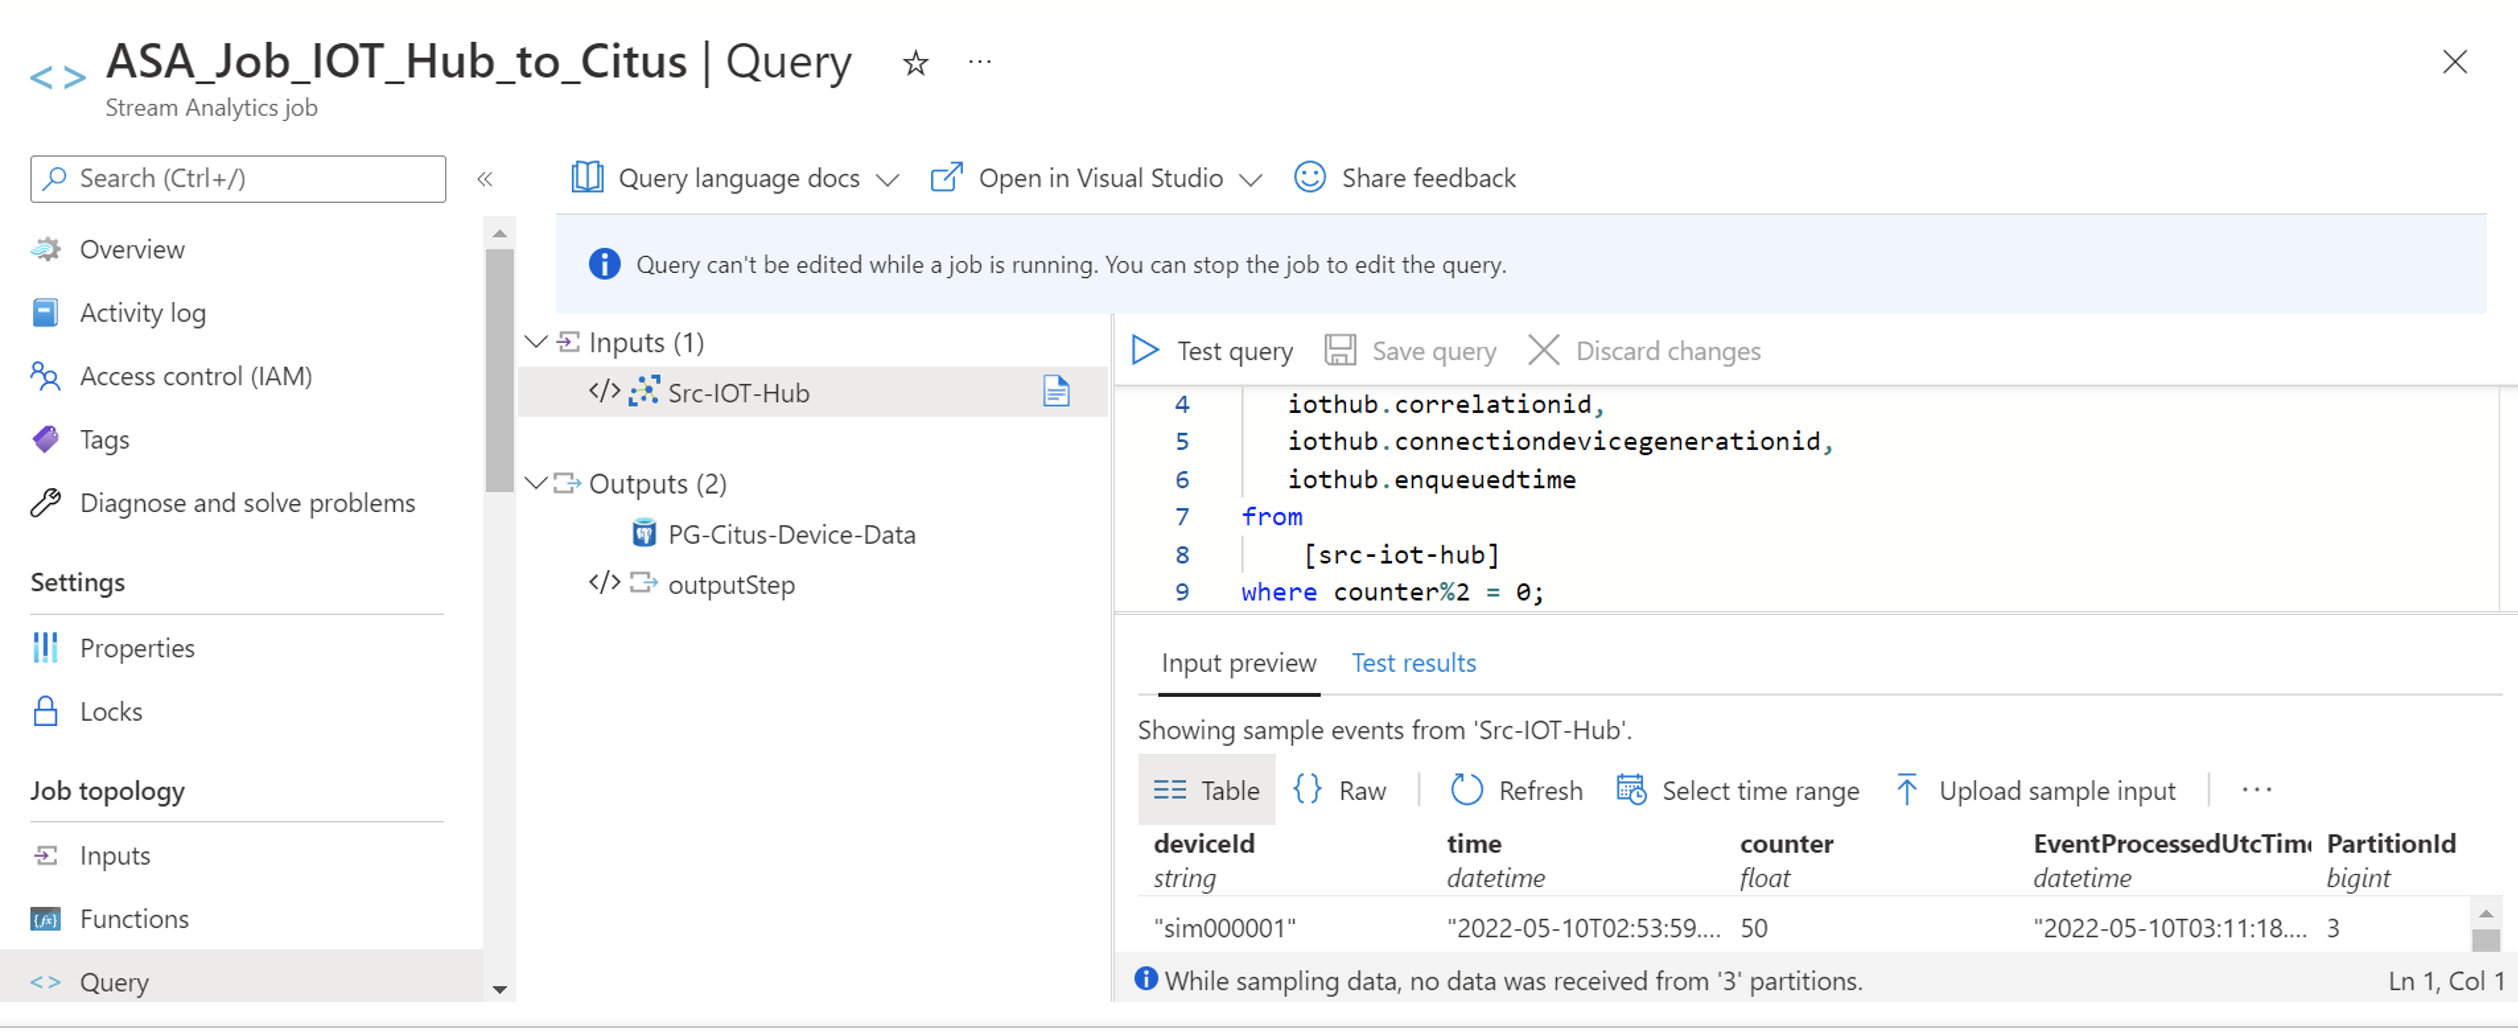 ASA_Job_IOT_Hub_to_Citus | Query
Stream Analytics job
Search (Ctrl+/)
Overview
Activity log
Access control (IAM)
Tags
Diagnose and solve problems
Settings
Properties
Locks
Job topology
Inputs
Functions
Query
Query language docs
Open in Visual Studio
Share feedback
Query can't be edited while a job is running. You can stop the job to edit the query.
Inputs (1)
Src-IOT-Hub
Outputs (2)
PG-Citus-Device-Data
outputStep
Test query
Save query
Discard changes
4 iothub.correlationid,
5 iothub.connectiondevicegenerationid,
6 iothub.enqueuedtime
7 from
8 [src-iot-hub]
9 where counter%2 = 0;
Input preview
Test results
Showing sample events from 'Src-IOT-Hub'.
Table
Raw
Refresh
Select time range
Upload sample input
deviceId time counter EventProcessedUtcTime PartitionId
string datetime float datetime bigint
"sim000001" "2022-05-10T02:53:59.... 50 "2022-05-10T03:11:18.... 3
While sampling data, no data was received from '3' partitions.
Ln 1, Col 1